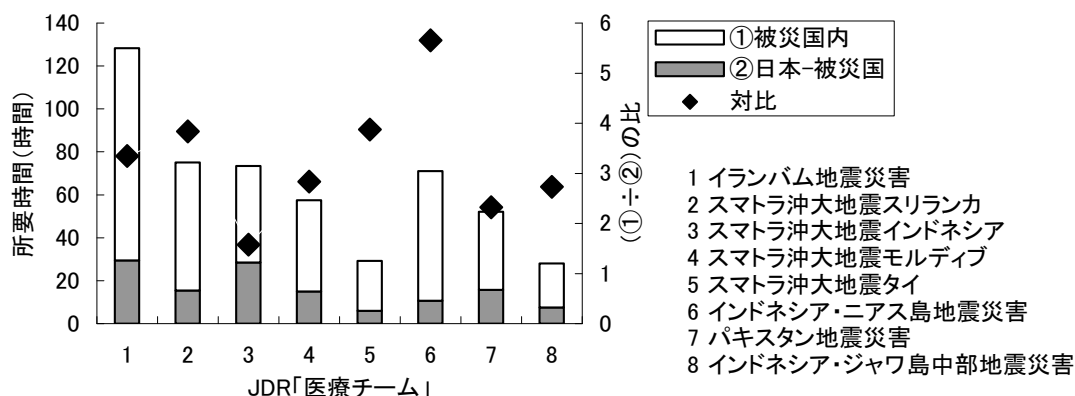 140
120
100
80
60
40
20
0
所要時間(時間)
6
5
4
3
2
1
0
(①÷②)の比
1 2 3 4 5 6 7 8
JDR「医療チーム」
①被災国内
②日本-被災国
対比
1 イランバム地震災害
2 スマトラ沖大地震スリランカ
3 スマトラ沖大地震インドネシア
4 スマトラ沖大地震モルディブ
5 スマトラ沖大地震タイ
6 インドネシア・ニアス島地震災害
7 パキスタン地震災害
8 インドネシア・ジャワ島中部地震災害